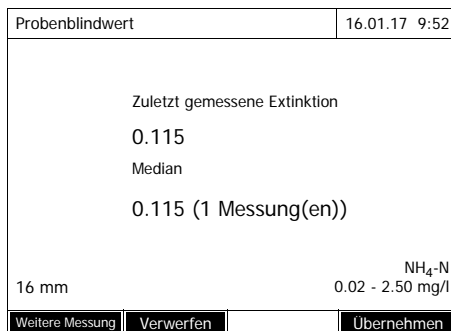 Probenblindwert 16.01.17 9:52
Zuletzt gemessene Extinktion
0.115
Median
0.115 (1 Messung(en))
NH₄-N
16 mm 0.02 - 2.50 mg/l
Weitere Messung Verwerfen Übernehmen